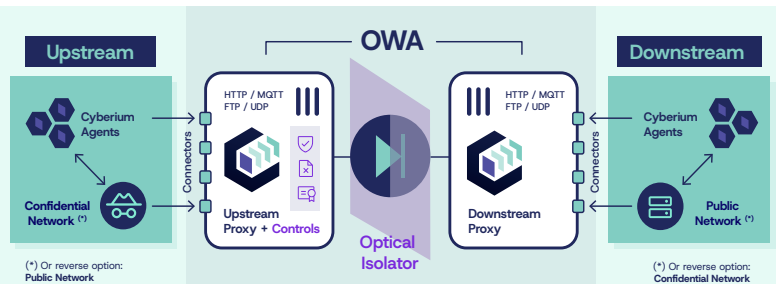 OWA
Upstream
Cyberium
Agents
Confidential
Network (*)
(*) Or reverse option:
Public Network
Connectors
HTTP / MQTT
FTP / UDP
Upstream
Proxy + Controls
Optical
Isolator
HTTP / MQTT
FTP / UDP
Downstream
Proxy
Connectors
Downstream
Cyberium
Agents
Public
Network (*)
(*) Or reverse option:
Confidential Network